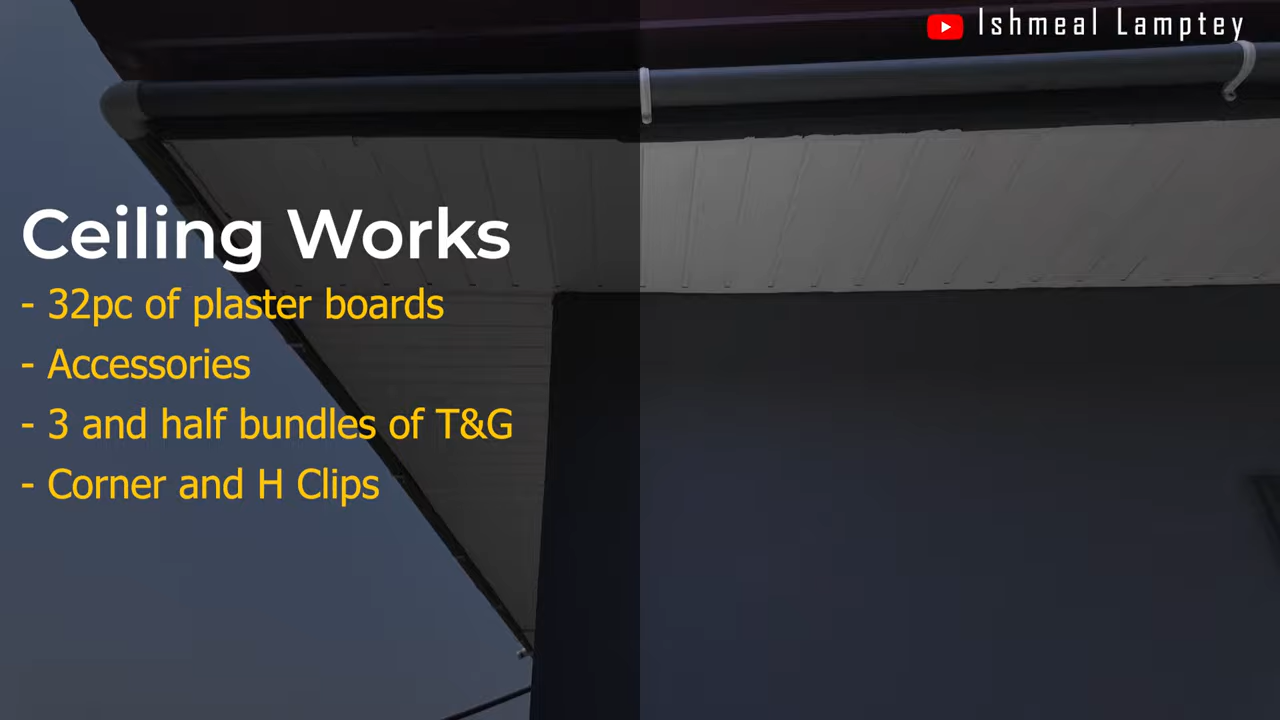 Ishmeal Lamptey
Ceiling Works
- 32pc of plaster boards
- Accessories
- 3 and half bundles of T&G
- Corner and H Clips